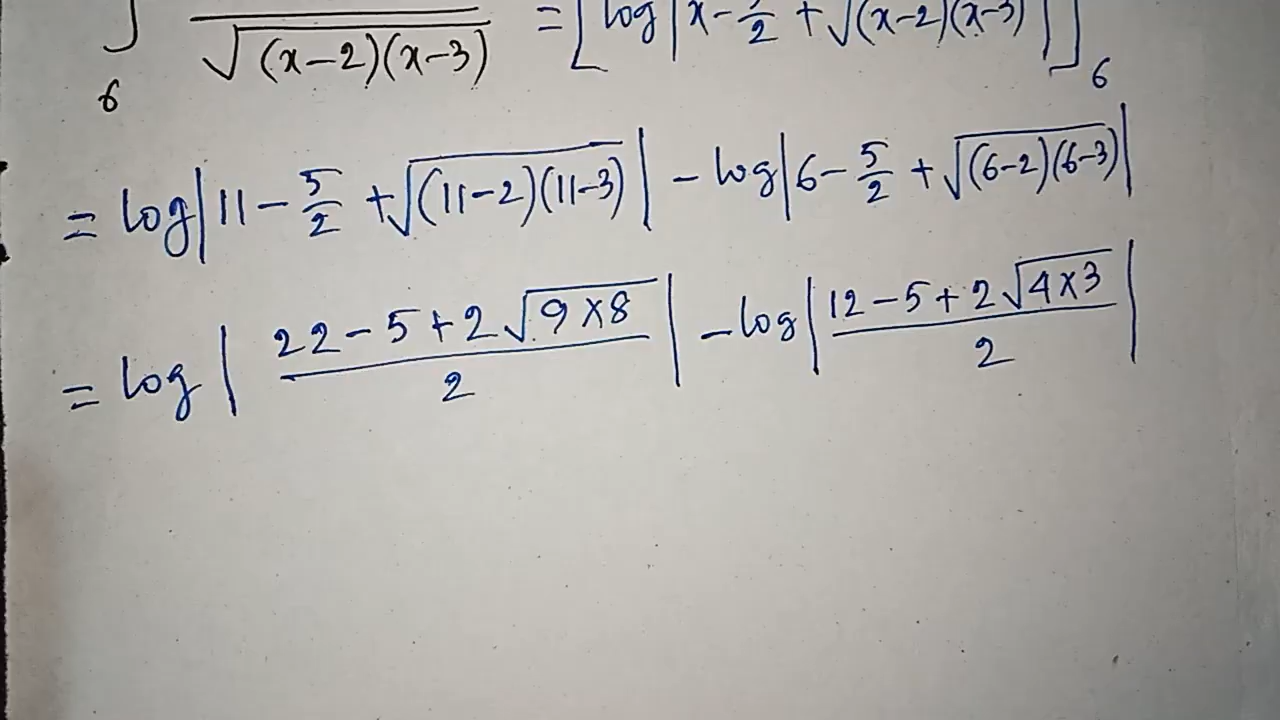 ∫₆ 1/√((x-2)(x-3)) = [log|x - 5/2 + √((x-2)(x-3))|]₆
= log|11 - 5/2 + √((11-2)(11-3))| - log|6 - 5/2 + √((6-2)(6-3))|
= log|(22 - 5 + 2√(9×8))/2| - log|(12 - 5 + 2√(4×3))/2|